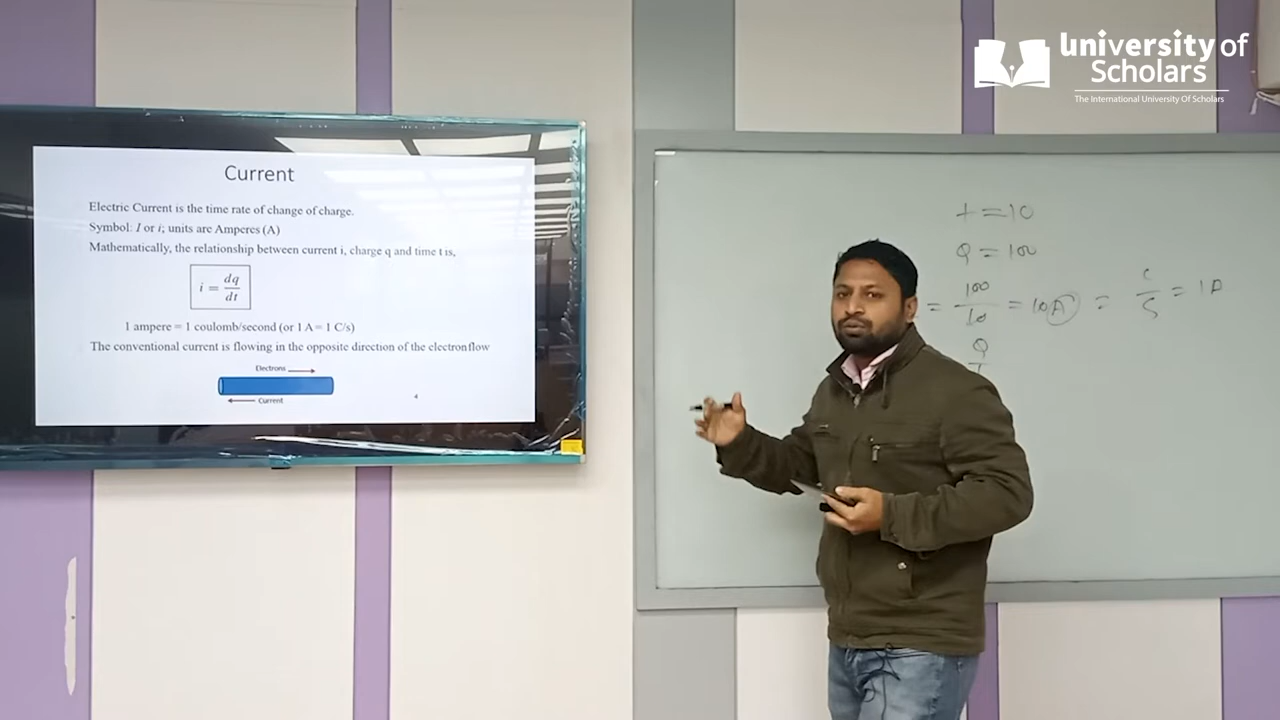 university of
Scholars
The International University Of Scholars
Current
Electric Current is the time rate of change of charge.
Symbol: I or i; units are Amperes (A)
Mathematically, the relationship between current i, charge q and time t is,
i = dq/dt
1 ampere = 1 coulomb/second (or 1 A = 1 C/s)
The conventional current is flowing in the opposite direction of the electron flow
Electrons
Current
4
t = 10
Q = 100
= 100/10 = 10A = C/S = 1A
Q